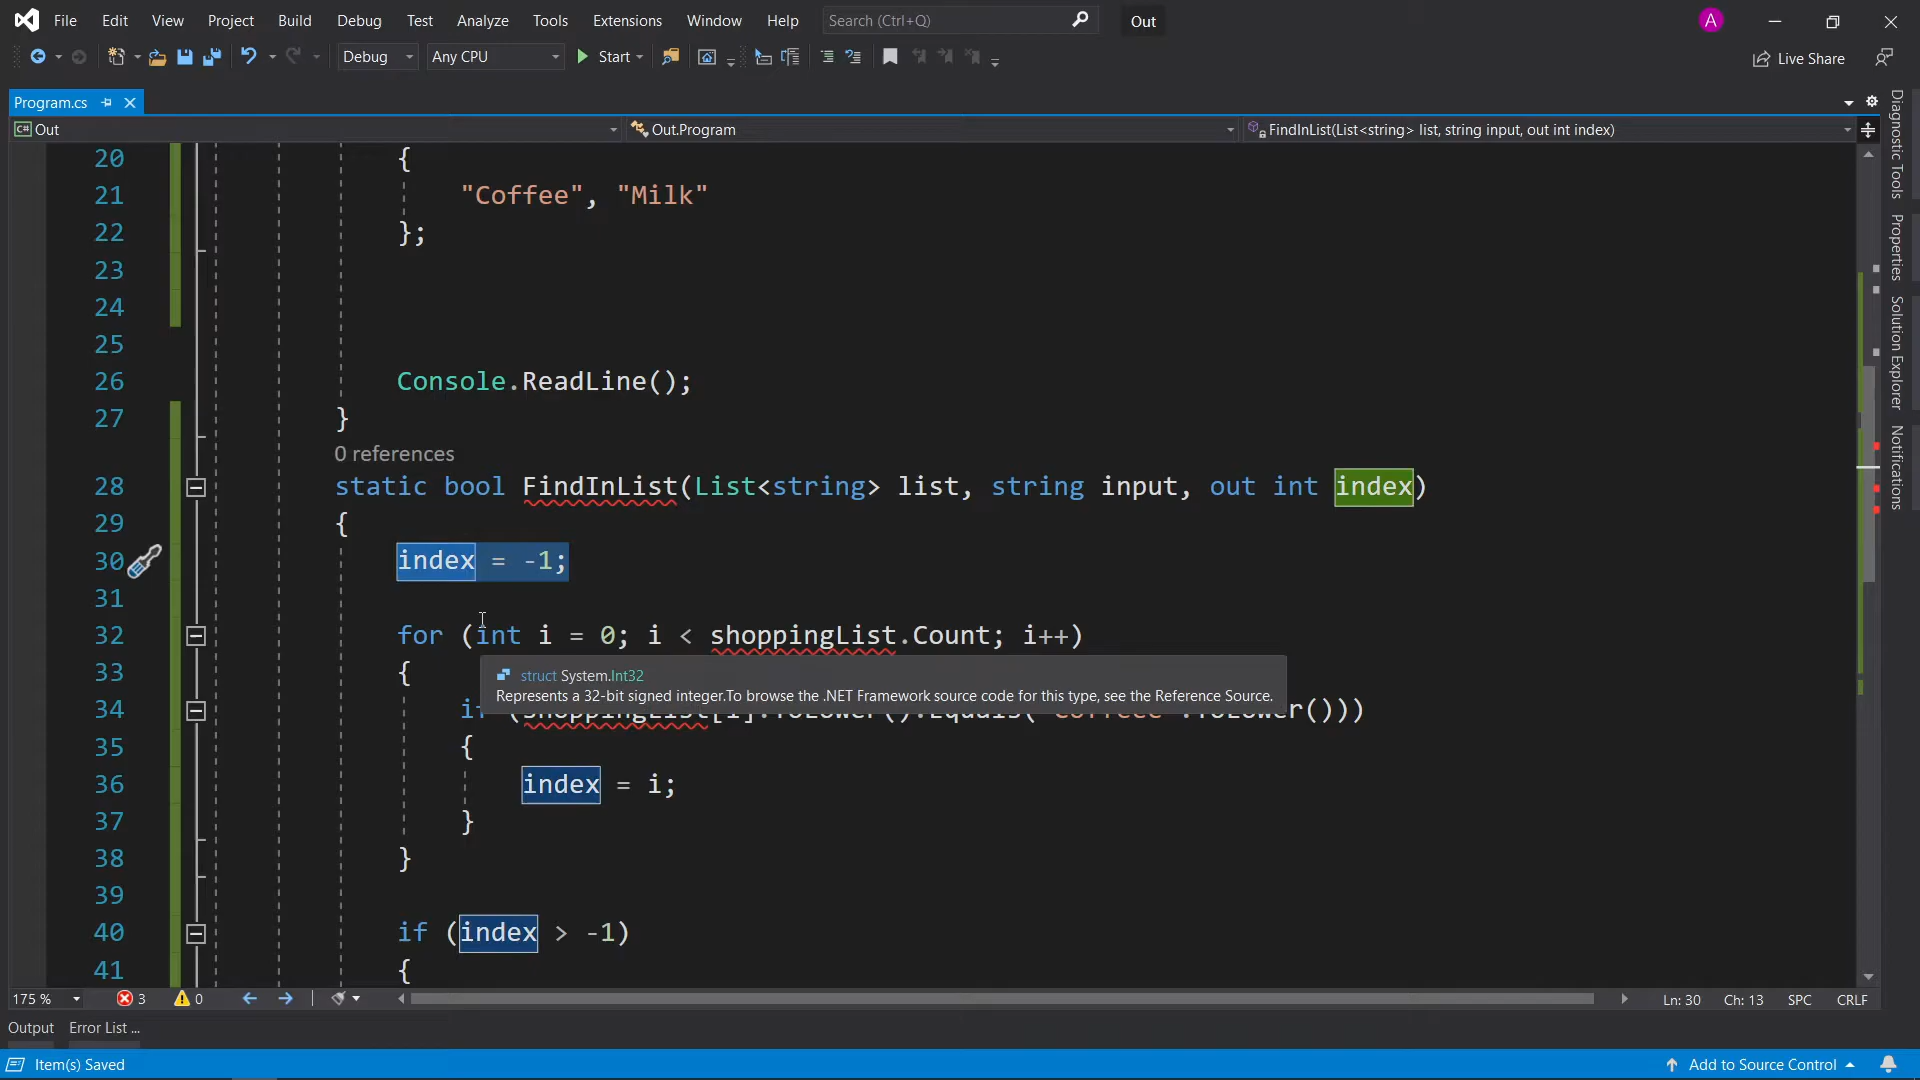 File Edit View Project Build Debug Test Analyze Tools Extensions Window Help Search (Ctrl+Q) Out A
Debug Any CPU Start Live Share
Program.cs
C# Out Out.Program FindInList(List<string> list, string input, out int index)
20 {
21 "Coffee", "Milk"
22 };
23
24
25
26 Console.ReadLine();
27 }
0 references
28 static bool FindInList(List<string> list, string input, out int index)
29 {
30 index = -1;
31
32 for (int i = 0; i < shoppingList.Count; i++)
33 {
struct System.Int32
Represents a 32-bit signed integer.To browse the .NET Framework source code for this type, see the Reference Source.
34 if (shoppingList[i].ToLower().Equals( .ToLower()))
35 {
36 index = i;
37 }
38 }
39
40 if (index > -1)
41 {
Diagnostic Tools
Properties
Solution Explorer
Notifications
175 % 3 0 Ln: 30 Ch: 13 SPC CRLF
Output Error List ...
Item(s) Saved Add to Source Control